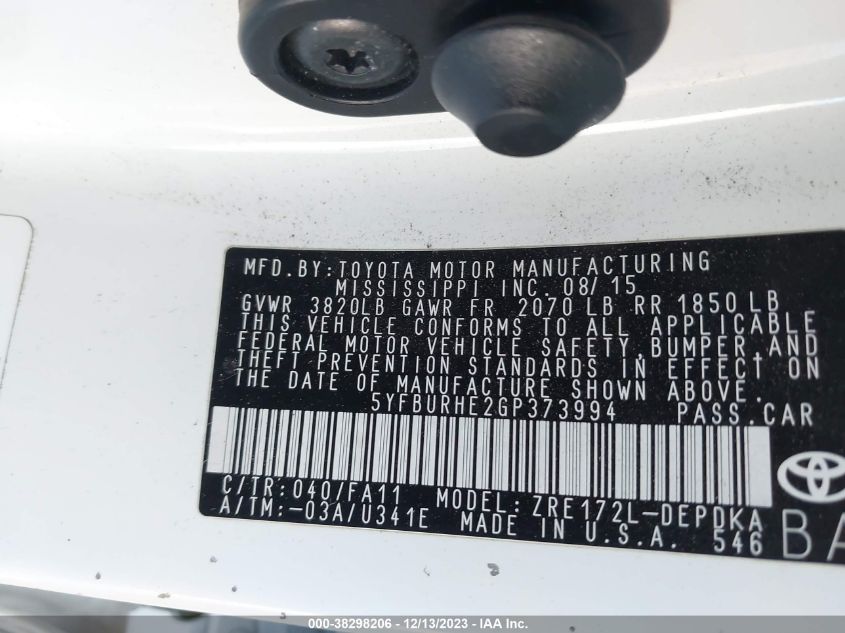 MFD.BY:TOYOTA MOTOR MANUFACTURING
MISSISSIPPI INC. 08/15
GVWR 3820LB GAWR FR 2070 LB RR 1850 LB
THIS VEHICLE CONFORMS TO ALL APPLICABLE
FEDERAL MOTOR VEHICLE SAFETY, BUMPER, AND
THEFT PREVENTION STANDARDS IN EFFECT ON
THE DATE OF MANUFACTURE SHOWN ABOVE.
5YFBURHE2GP373994 PASS.CAR
C/TR:040/FA11 MODEL:ZRE172L-DEPDKA
A/TM:-03A/U341E MADE IN U.S.A. 546
BA
000-38298206 - 12/13/2023 - IAA Inc.